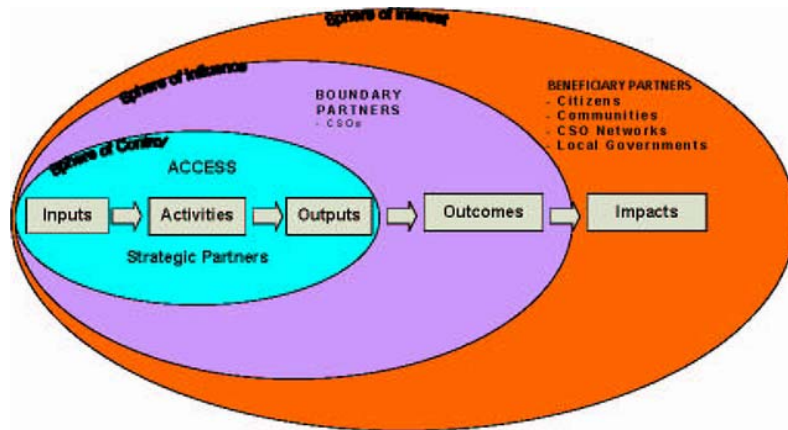 Sphere of Interest
Sphere of Influence
BOUNDARY
PARTNERS
- CSOs
BENEFICIARY PARTNERS
- Citizens
- Communities
- CSO Networks
- Local Governments
Sphere of Control
ACCESS
Inputs
Activities
Outputs
Outcomes
Impacts
Strategic Partners